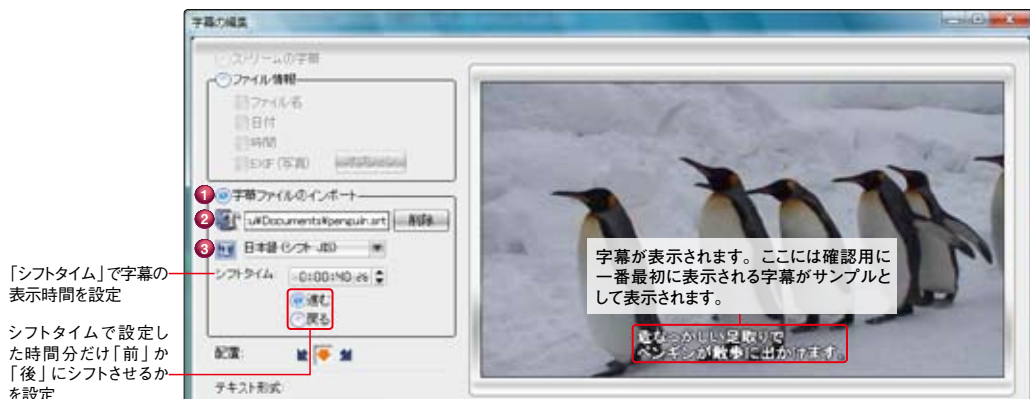 字幕の編集
ストリームの字幕
ファイル情報
ファイル名
日付
時間
EXIF (写真)
1 字幕ファイルのインポート
2 u¥Documents¥penguin.srt 削除
3 日本語 (シフト JIS)
シフトタイム -0:00:40
進む
戻る
配置:
テキスト形式:
「シフトタイム」で字幕の
表示時間を設定
シフトタイムで設定し
た時間分だけ「前」か
「後」にシフトさせるか
を設定
字幕が表示されます。ここには確認用に
一番最初に表示される字幕がサンプルと
して表示されます。
危なっかしい足取りで
ペンギンが散歩に出かけます。